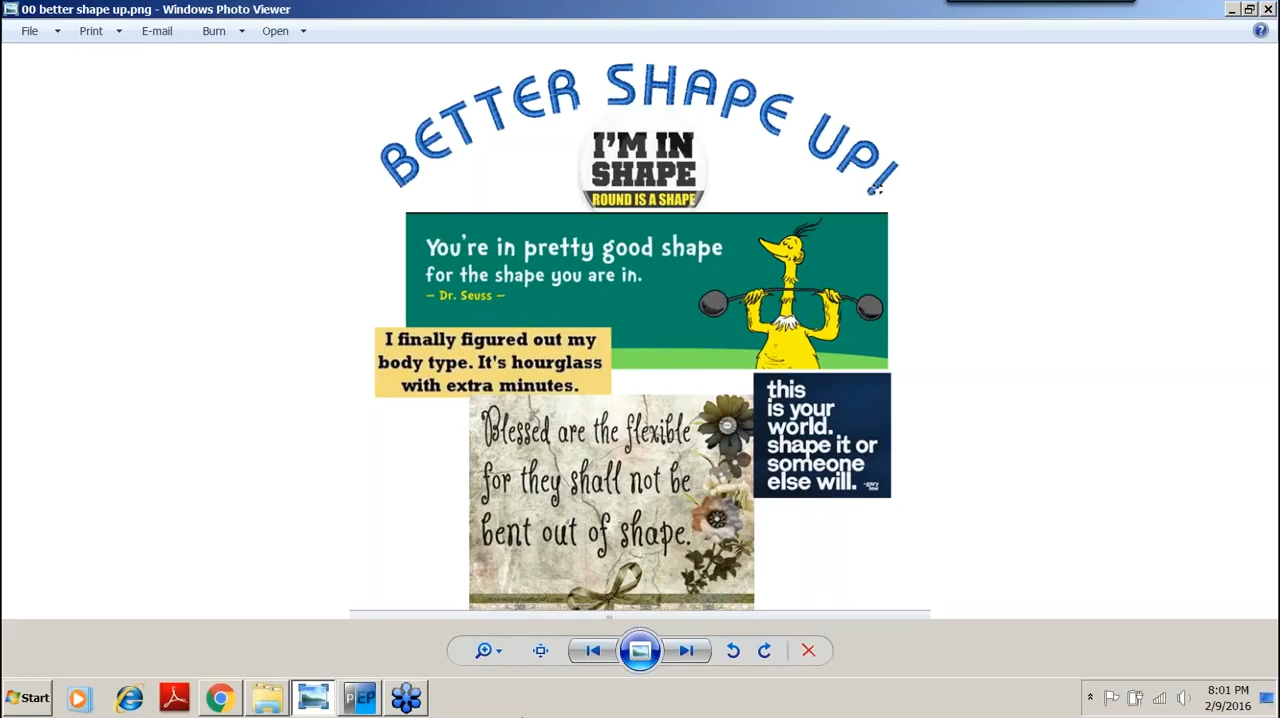 00 better shape up.png - Windows Photo Viewer
File Print E-mail Burn Open
BETTER SHAPE UP!
I'M IN
SHAPE
ROUND IS A SHAPE
You're in pretty good shape
for the shape you are in.
– Dr. Seuss –
I finally figured out my
body type. It's hourglass
with extra minutes.
this
is your
world.
shape it or
someone
else will.
-gary
lew
Blessed are the flexible
for they shall not be
bent out of shape.
Start
EP
8:01 PM
2/9/2016